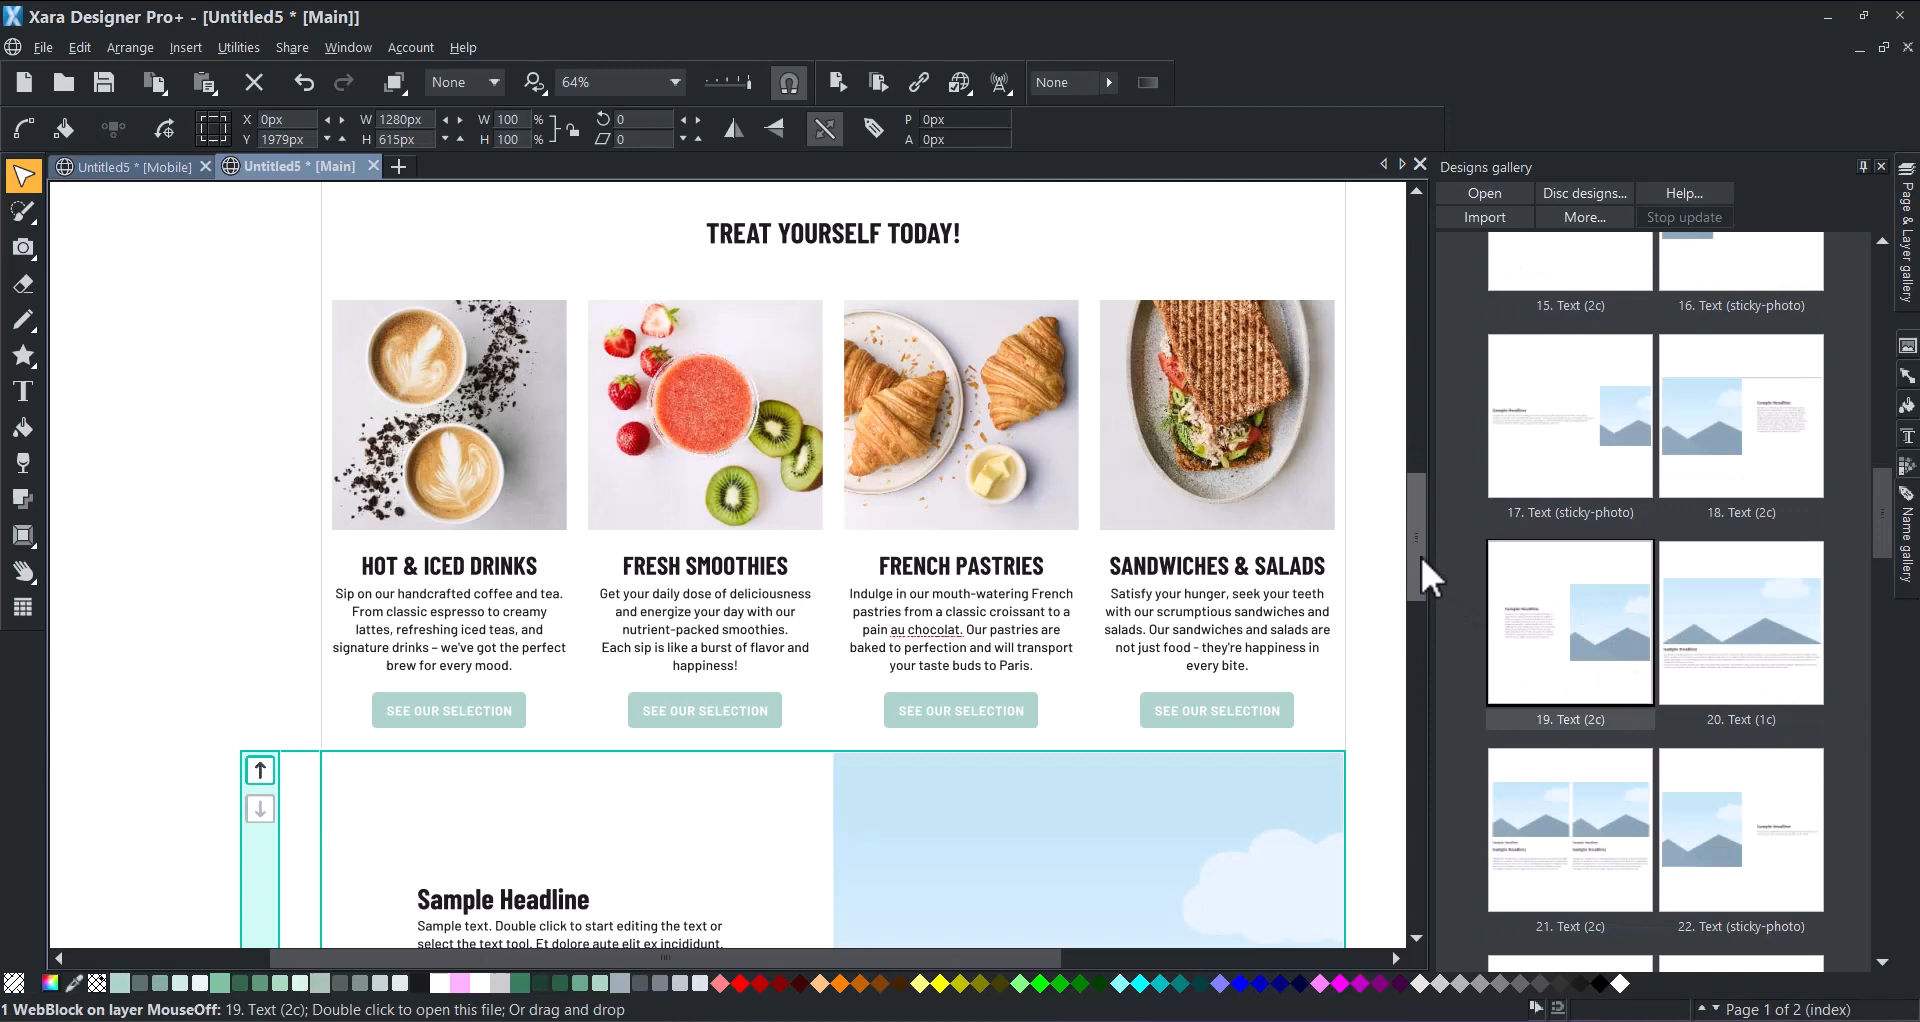 Xara Designer Pro+ - [Untitled5 * [Main]]
File Edit Arrange Insert Utilities Share Window Account Help
None 64% None
X 0px W 1280px W 100 % 0 P 0px
Y 1979px H 615px H 100 % 0 A 0px
Untitled5 * [Mobile] Untitled5 * [Main]
Designs gallery
Open Disc designs... Help...
Import More... Stop update
Page & Layer gallery
Name gallery
TREAT YOURSELF TODAY!
HOT & ICED DRINKS
Sip on our handcrafted coffee and tea.
From classic espresso to creamy
lattes, refreshing iced teas, and
signature drinks – we've got the perfect
brew for every mood.
SEE OUR SELECTION
FRESH SMOOTHIES
Get your daily dose of deliciousness
and energize your day with our
nutrient-packed smoothies.
Each sip is like a burst of flavor and
happiness!
SEE OUR SELECTION
FRENCH PASTRIES
Indulge in our mouth-watering French
pastries from a classic croissant to a
pain au chocolat. Our pastries are
baked to perfection and will transport
your taste buds to Paris.
SEE OUR SELECTION
SANDWICHES & SALADS
Satisfy your hunger, seek your teeth
with our scrumptious sandwiches and
salads. Our sandwiches and salads are
not just food - they're happiness in
every bite.
SEE OUR SELECTION
Sample Headline
Sample text. Double click to start editing the text or
select the text tool. Et dolore aute elit ex incididunt.
15. Text (2c) 16. Text (sticky-photo)
17. Text (sticky-photo) 18. Text (2c)
19. Text (2c) 20. Text (1c)
21. Text (2c) 22. Text (sticky-photo)
1 WebBlock on layer MouseOff: 19. Text (2c); Double click to open this file; Or drag and drop
Page 1 of 2 (index)